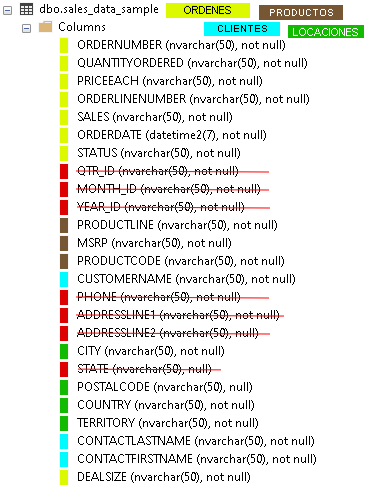 dbo.sales_data_sample ORDENES PRODUCTOS
Columns CLIENTES LOCACIONES
ORDERNUMBER (nvarchar(50), not null)
QUANTITYORDERED (nvarchar(50), not null)
PRICEEACH (nvarchar(50), not null)
ORDERLINENUMBER (nvarchar(50), not null)
SALES (nvarchar(50), not null)
ORDERDATE (datetime2(7), not null)
STATUS (nvarchar(50), not null)
QTR_ID (nvarchar(50), not null)
MONTH_ID (nvarchar(50), not null)
YEAR_ID (nvarchar(50), not null)
PRODUCTLINE (nvarchar(50), not null)
MSRP (nvarchar(50), not null)
PRODUCTCODE (nvarchar(50), not null)
CUSTOMERNAME (nvarchar(50), not null)
PHONE (nvarchar(50), not null)
ADDRESSLINE1 (nvarchar(50), not null)
ADDRESSLINE2 (nvarchar(50), not null)
CITY (nvarchar(50), not null)
STATE (nvarchar(50), null)
POSTALCODE (nvarchar(50), null)
COUNTRY (nvarchar(50), not null)
TERRITORY (nvarchar(50), not null)
CONTACTLASTNAME (nvarchar(50), not null)
CONTACTFIRSTNAME (nvarchar(50), not null)
DEALSIZE (nvarchar(50), not null)